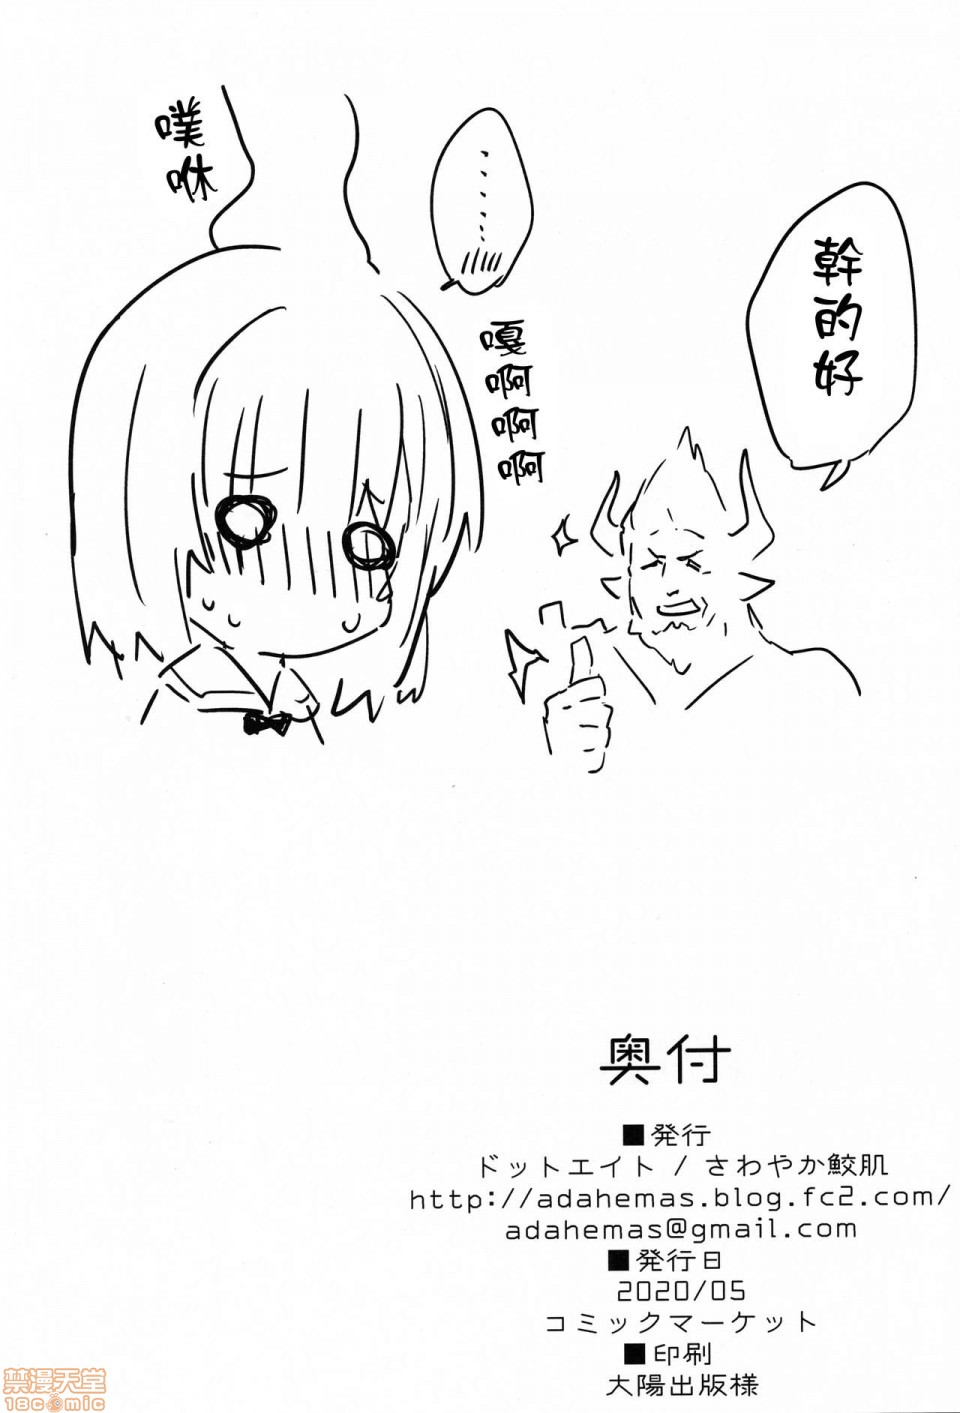 幹的好
………
嘎啊啊啊
噗咻
奥付
■発行
ドットエイト / さわやか鮫肌
http://adahemas.blog.fc2.com/
adahemas@gmail.com
■発行日
2020/05
コミックマーケット
■印刷
大陽出版様
禁漫天堂
18comic